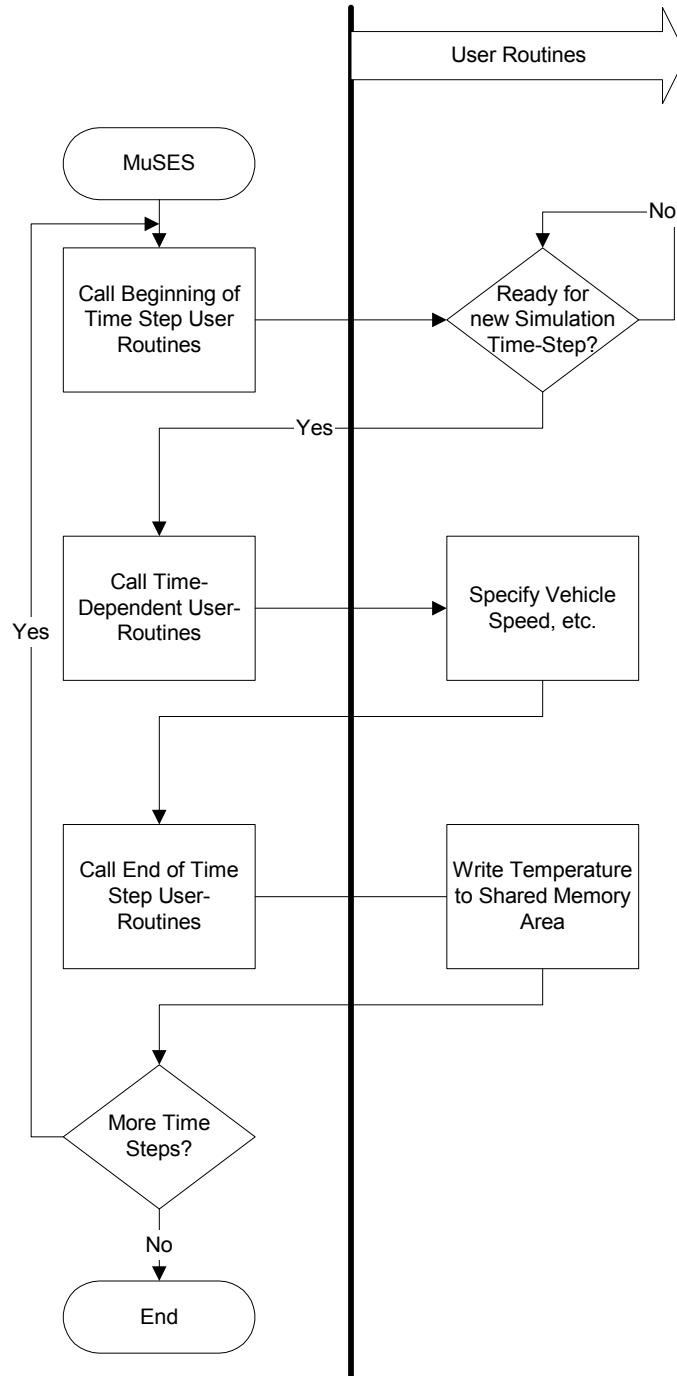 User Routines
MuSES
No
Call Beginning of
Time Step User
Routines
Ready for
new Simulation
Time-Step?
Yes
Call Time-
Dependent User-
Routines
Specify Vehicle
Speed, etc.
Yes
Call End of Time
Step User-
Routines
Write Temperature
to Shared Memory
Area
More Time
Steps?
No
End